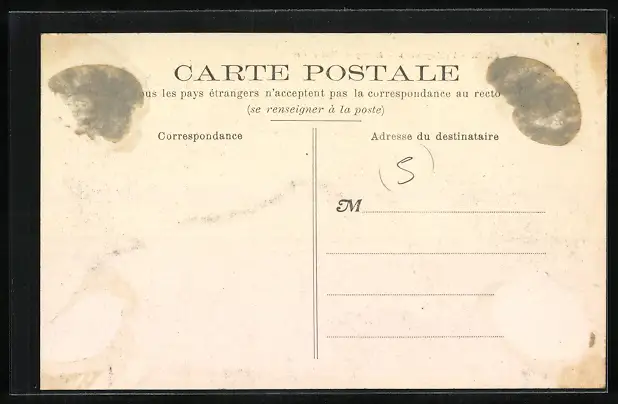 CARTE POSTALE
les pays étrangers n'acceptent pas la correspondance au recto
(se renseigner à la poste)
Correspondance
Adresse du destinataire
(5)
M